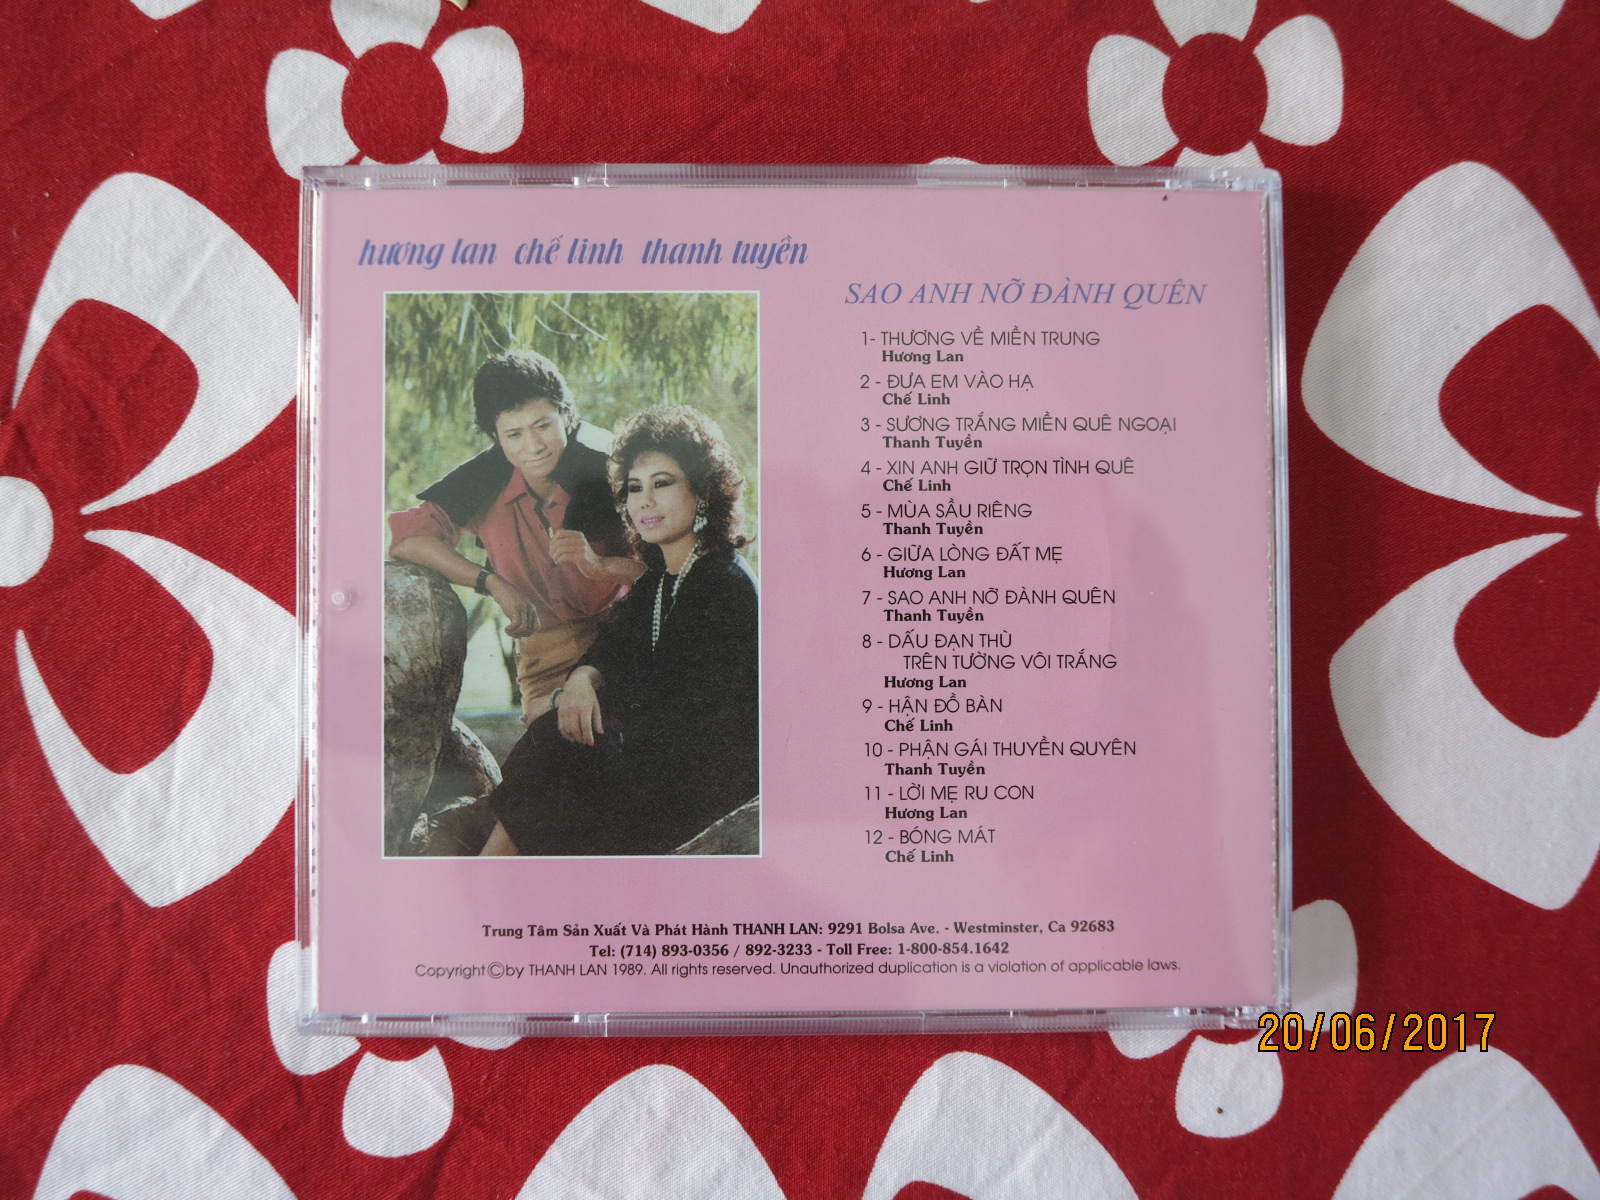 hương lan chế linh thanh tuyền
SAO ANH NỠ ĐÀNH QUÊN
1- THƯƠNG VỀ MIỀN TRUNG
Hương Lan
2 - ĐƯA EM VÀO HẠ
Chế Linh
3 - SƯƠNG TRẮNG MIỀN QUÊ NGOẠI
Thanh Tuyền
4 - XIN ANH GIỮ TRỌN TÌNH QUÊ
Chế Linh
5 - MÙA SẦU RIÊNG
Thanh Tuyền
6 - GIỮA LÒNG ĐẤT MẸ
Hương Lan
7 - SAO ANH NỠ ĐÀNH QUÊN
Thanh Tuyền
8 - DẤU ĐẠN THÙ
TRÊN TƯỜNG VÔI TRẮNG
Hương Lan
9 - HẬN ĐỒ BÀN
Chế Linh
10 - PHẬN GÁI THUYỀN QUYÊN
Thanh Tuyền
11 - LỜI MẸ RU CON
Hương Lan
12 - BÓNG MÁT
Chế Linh
Trung Tâm Sản Xuất Và Phát Hành THANH LAN: 9291 Bolsa Ave. - Westminster, Ca 92683
Tel: (714) 893-0356 / 892-3233 - Toll Free: 1-800-854.1642
Copyright©by THANH LAN 1989. All rights reserved. Unauthorized duplication is a violation of applicable laws.
20/06/2017